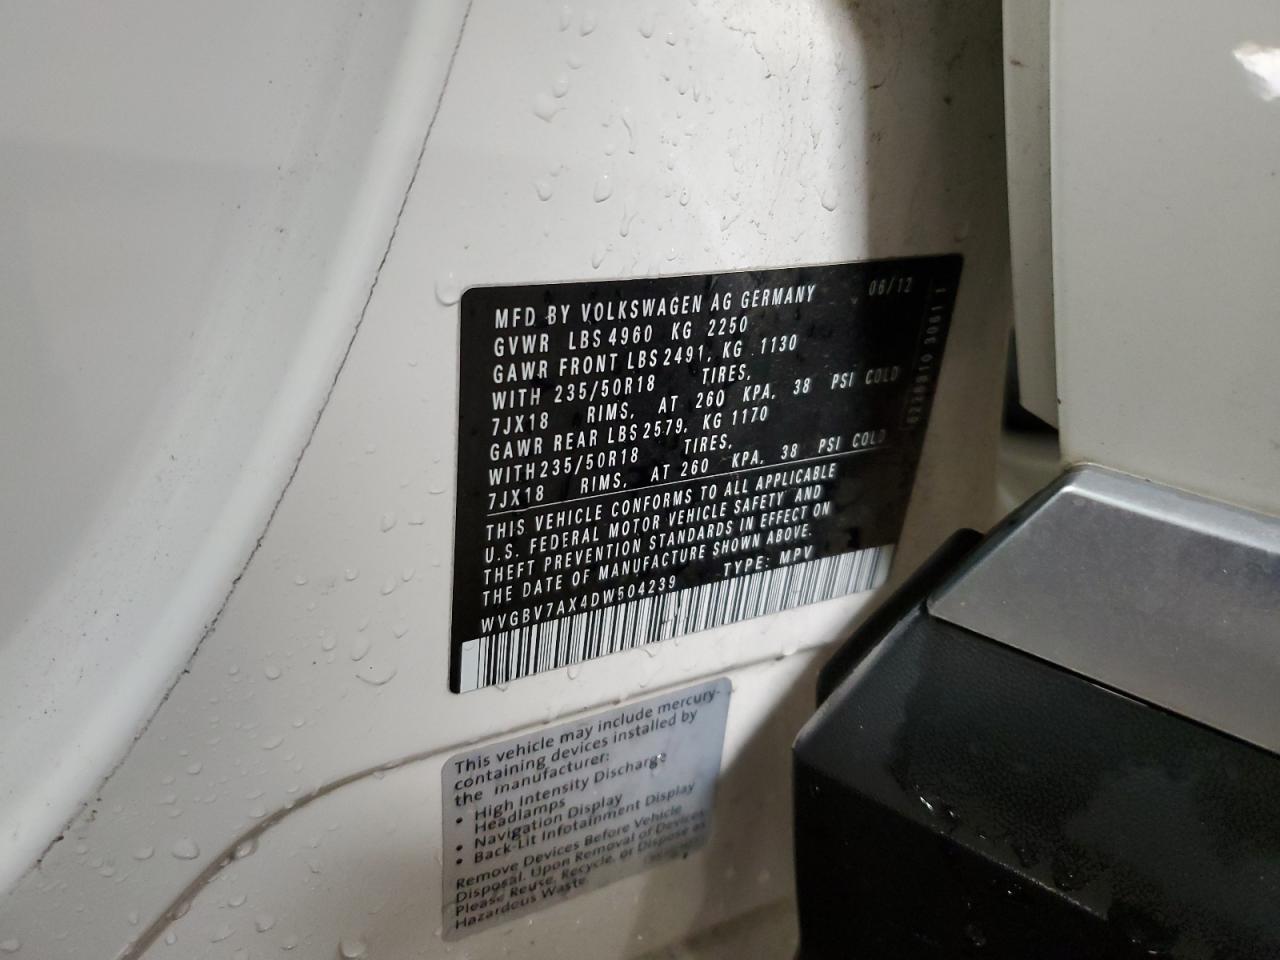 MFD BY VOLKSWAGEN AG GERMANY 06/12
GVWR LBS 4960 KG 2250
GAWR FRONT LBS 2491, KG 1130
WITH 235/50R18 TIRES,
7JX18 RIMS, AT 260 KPA, 38 PSI COLD
GAWR REAR LBS 2579, KG 1170
WITH 235/50R18 TIRES,
7JX18 RIMS, AT 260 KPA, 38 PSI COLD
THIS VEHICLE CONFORMS TO ALL APPLICABLE
U.S. FEDERAL MOTOR VEHICLE SAFETY AND
THEFT PREVENTION STANDARDS IN EFFECT ON
THE DATE OF MANUFACTURE SHOWN ABOVE.
WVGBV7AX4DW504239 TYPE: MPV
This vehicle may include mercury-
containing devices installed by
the manufacturer:
• High Intensity Discharge
Headlamps
• Navigation Display
• Back-Lit Infotainment Display
Remove Devices Before Vehicle
Disposal. Upon Removal of Devices
Please Reuse, Recycle, or Dispose as
Hazardous Waste.